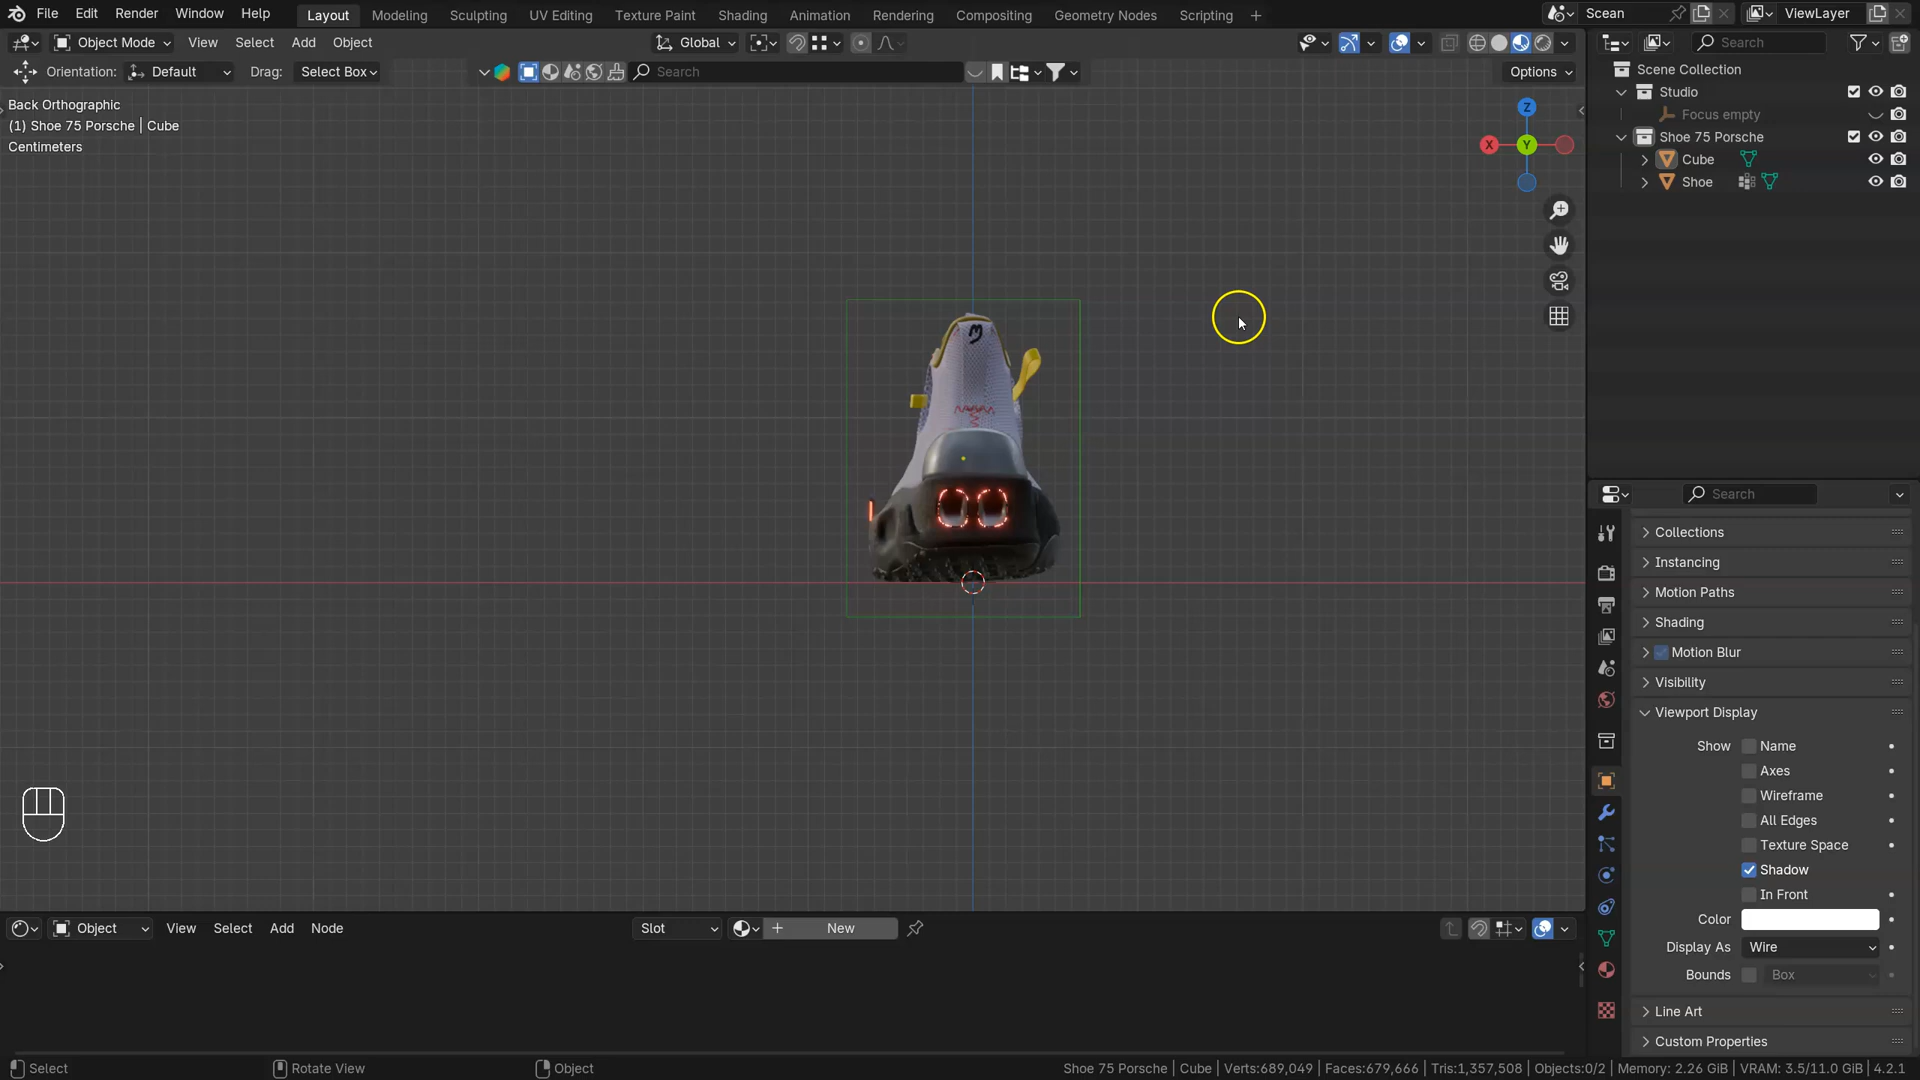 File Edit Render Window Help Layout Modeling Sculpting UV Editing Texture Paint Shading Animation Rendering Compositing Geometry Nodes Scripting + Scean ViewLayer
Object Mode View Select Add Object Global Search
Orientation: Default Drag: Select Box Search Options
Scene Collection
Studio
Focus empty
Shoe 75 Porsche
Cube
Shoe
Back Orthographic
(1) Shoe 75 Porsche | Cube
Centimeters
Z
X
Y
Search
Collections
Instancing
Motion Paths
Shading
Motion Blur
Visibility
Viewport Display
Show Name
Axes
Wireframe
All Edges
Texture Space
Shadow
In Front
Color
Display As Wire
Bounds Box
Line Art
Custom Properties
Object View Select Add Node Slot New
Select Rotate View Object Shoe 75 Porsche | Cube | Verts:689,049 | Faces:679,666 | Tris:1,357,508 | Objects:0/2 | Memory: 2.26 GiB | VRAM: 3.5/11.0 GiB | 4.2.1